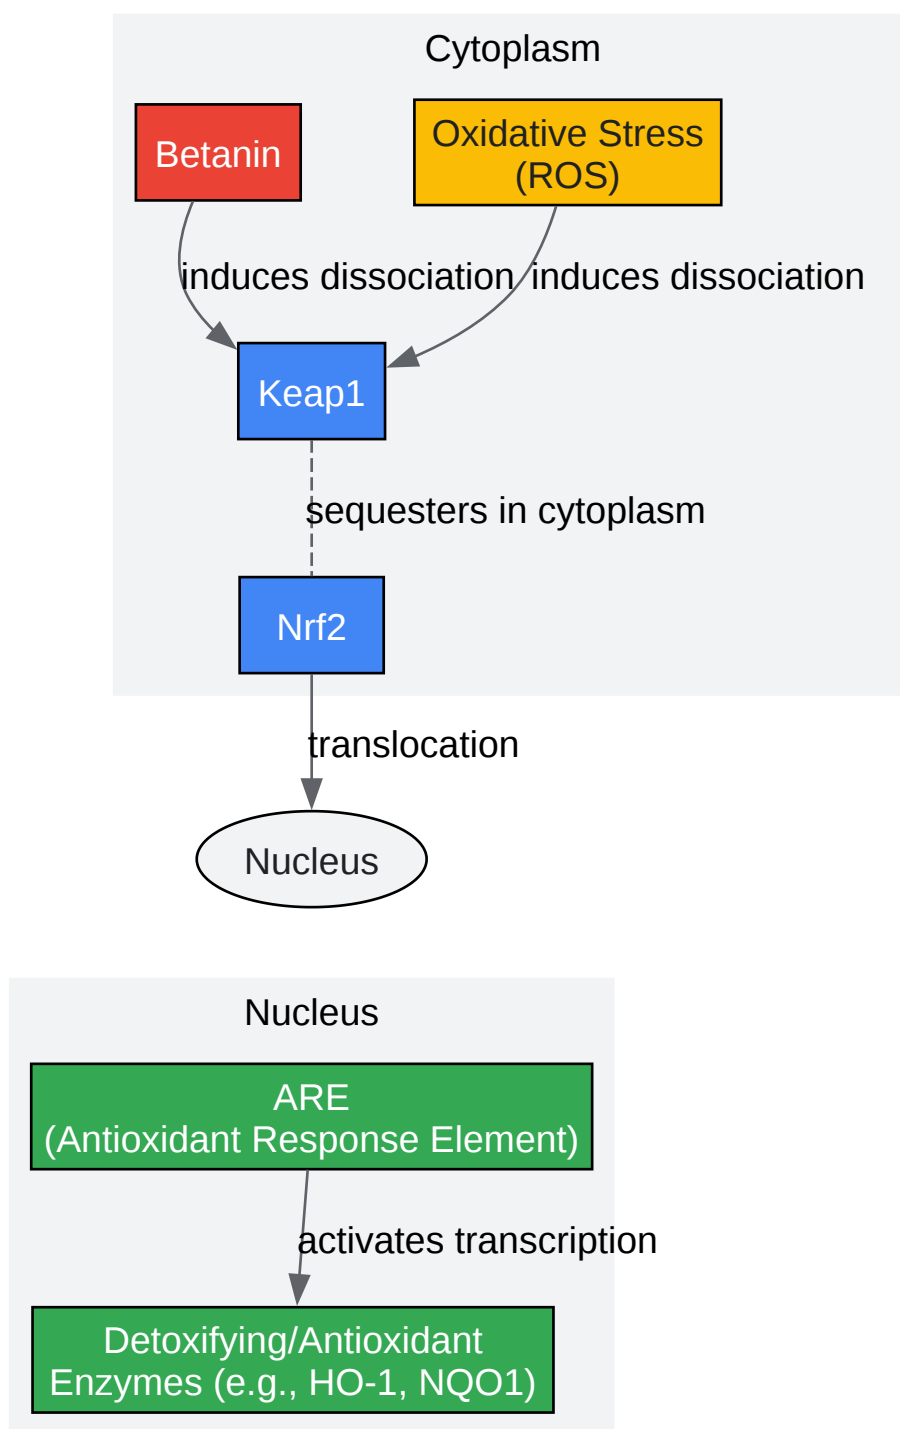 Cytoplasm
Betanin
Oxidative Stress
(ROS)
induces dissociation
induces dissociation
Keap1
sequesters in cytoplasm
Nrf2
translocation
Nucleus
Nucleus
ARE
(Antioxidant Response Element)
activates transcription
Detoxifying/Antioxidant
Enzymes (e.g., HO-1, NQO1)